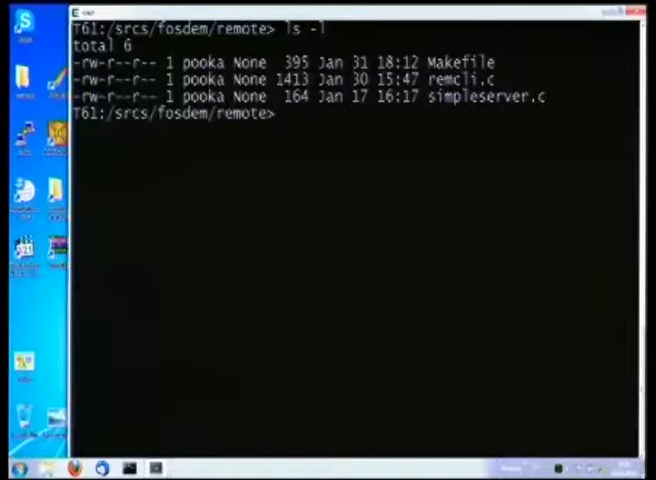 T61:/srcs/fosdem/remote> ls -l
total 6
-rw-r--r-- 1 pooka None  395 Jan 31 18:12 Makefile
-rw-r--r-- 1 pooka None 1413 Jan 30 15:47 remcli.c
-rw-r--r-- 1 pooka None  164 Jan 17 16:17 simpleserver.c
T61:/srcs/fosdem/remote>